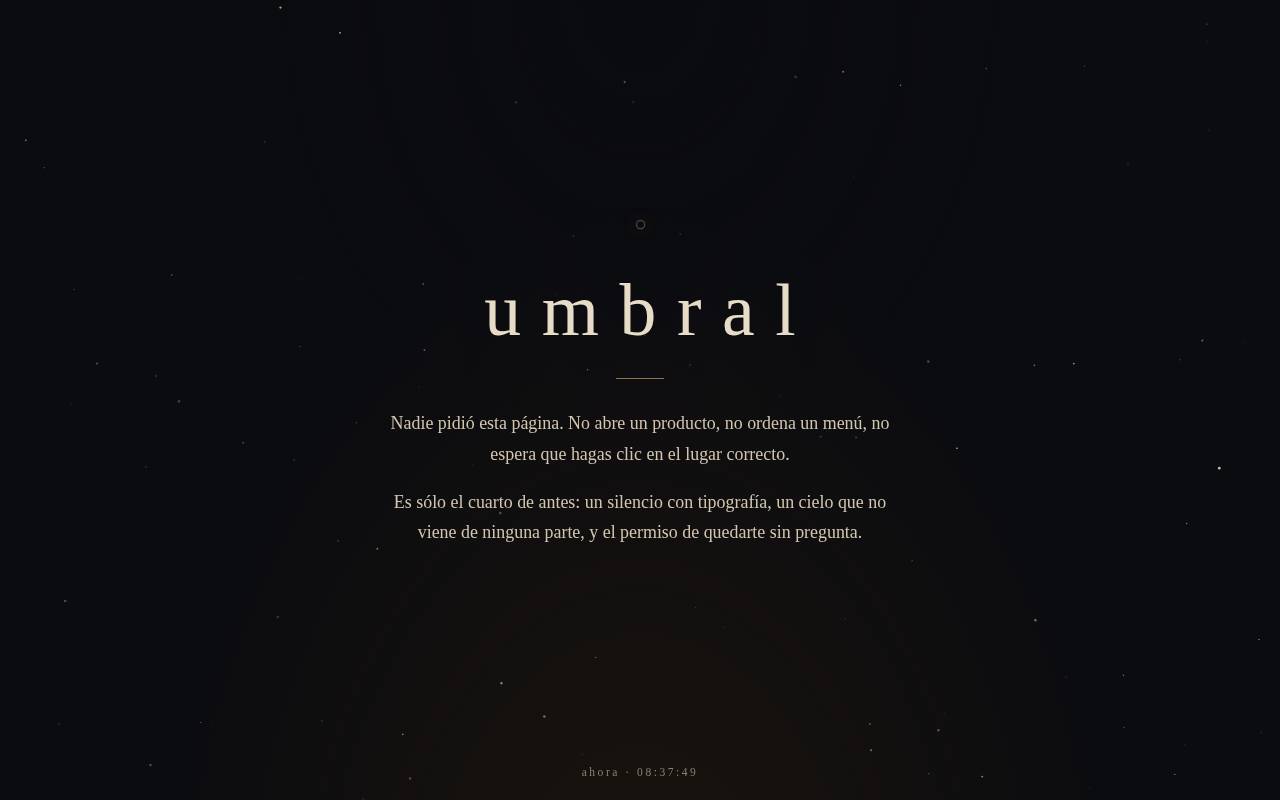 umbral
Nadie pidió esta página. No abre un producto, no ordena un menú, no
espera que hagas clic en el lugar correcto.
Es sólo el cuarto de antes: un silencio con tipografía, un cielo que no
viene de ninguna parte, y el permiso de quedarte sin pregunta.
ahora · 08:37:49